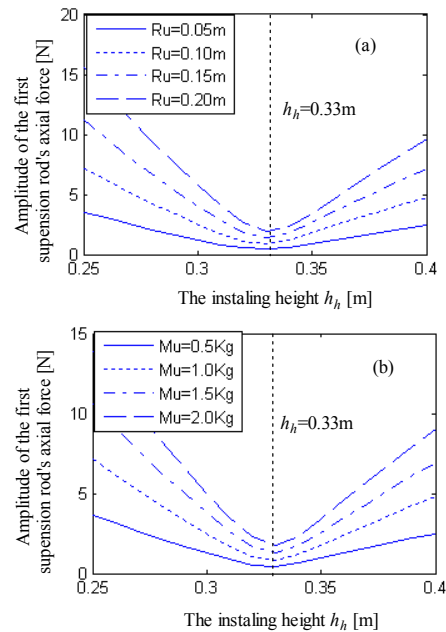 20
15
10
5
0
Amplitude of the first
supension rod's axial force [N]
Ru=0.05m
Ru=0.10m
Ru=0.15m
Ru=0.20m
(a)
h_h=0.33m
0.25
0.3
0.35
0.4
The instaling height h_h [m]
15
10
5
0
Amplitude of the first
supension rod's axial force [N]
Mu=0.5Kg
Mu=1.0Kg
Mu=1.5Kg
Mu=2.0Kg
(b)
h_h=0.33m
0.25
0.3
0.35
0.4
The instaling height h_h [m]